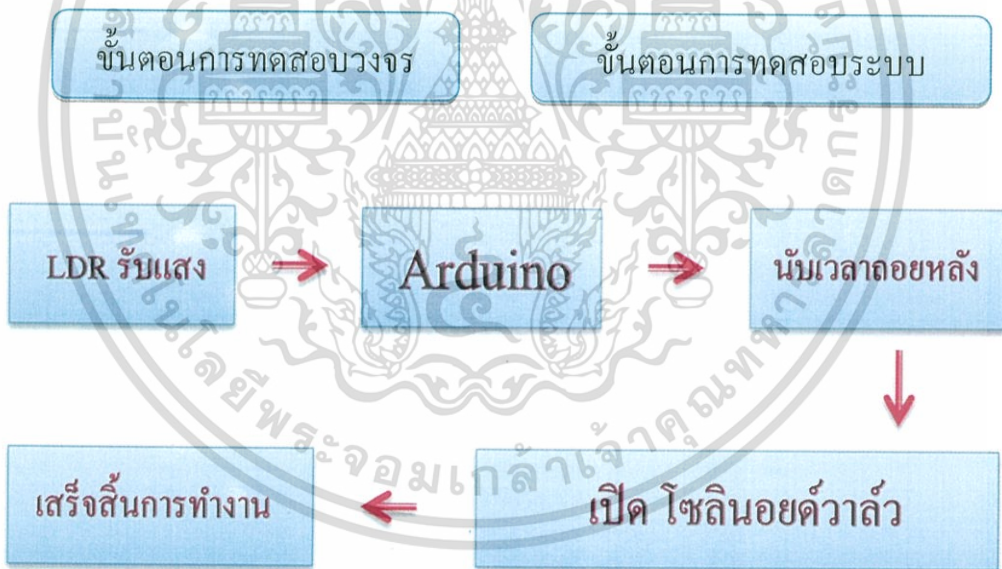 ขั้นตอนการทดสอบวงจร
ขั้นตอนการทดสอบระบบ
LDR รับแสง
Arduino
นับเวลาถอยหลัง
เปิด โซลินอยด์วาล์ว
เสร็จสิ้นการทำงาน